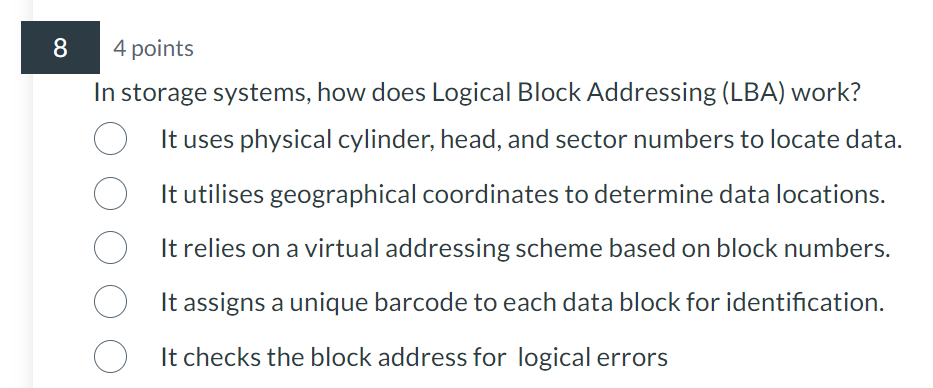 8 4 points
In storage systems, how does Logical Block Addressing (LBA) work?
It uses physical cylinder, head, and sector numbers to locate data.
It utilises geographical coordinates to determine data locations.
It relies on a virtual addressing scheme based on block numbers.
It assigns a unique barcode to each data block for identification.
It checks the block address for logical errors